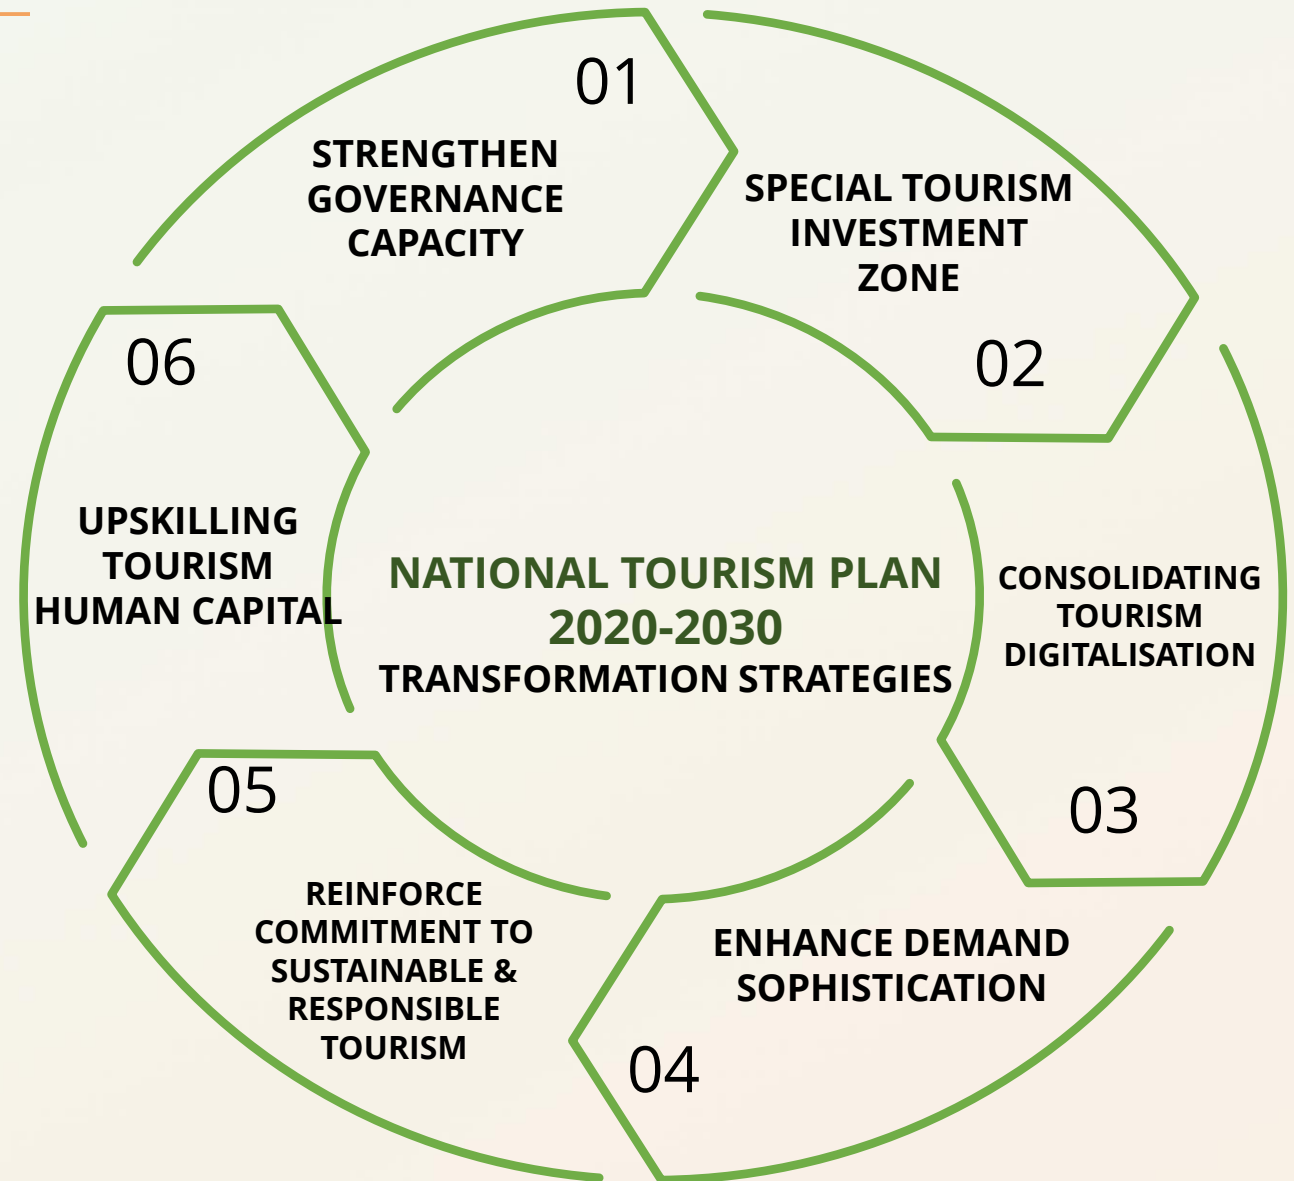 01
STRENGTHEN
GOVERNANCE
CAPACITY
SPECIAL TOURISM
INVESTMENT
ZONE
02
CONSOLIDATING
TOURISM
DIGITALISATION
03
ENHANCE DEMAND
SOPHISTICATION
04
05
REINFORCE
COMMITMENT TO
SUSTAINABLE &
RESPONSIBLE
TOURISM
06
UPSKILLING
TOURISM
HUMAN CAPITAL
NATIONAL TOURISM PLAN
2020-2030
TRANSFORMATION STRATEGIES